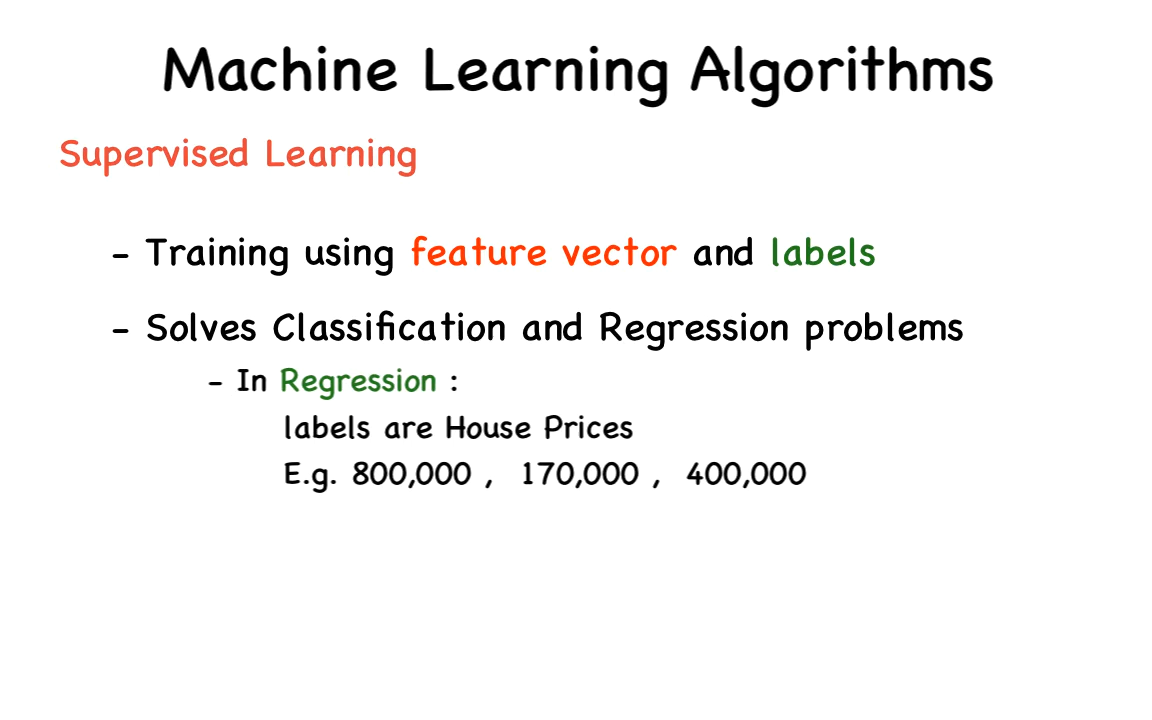 Machine Learning Algorithms
Supervised Learning
- Training using feature vector and labels
- Solves Classification and Regression problems
- In Regression :
labels are House Prices
E.g. 800,000 , 170,000 , 400,000